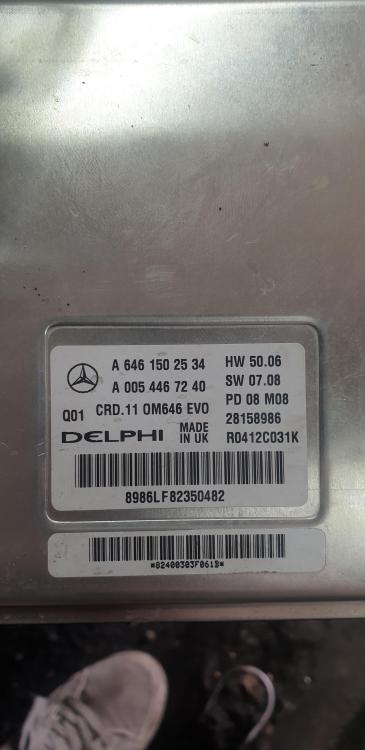 A 646 150 25 34 HW 50.06
A 005 446 72 40 SW 07.08
Q01 CRD.11 OM646 EVO PD 08 M08
DELPHI MADE IN UK 28158986
R0412C031K
8986LF82350482
*82400303F061B*